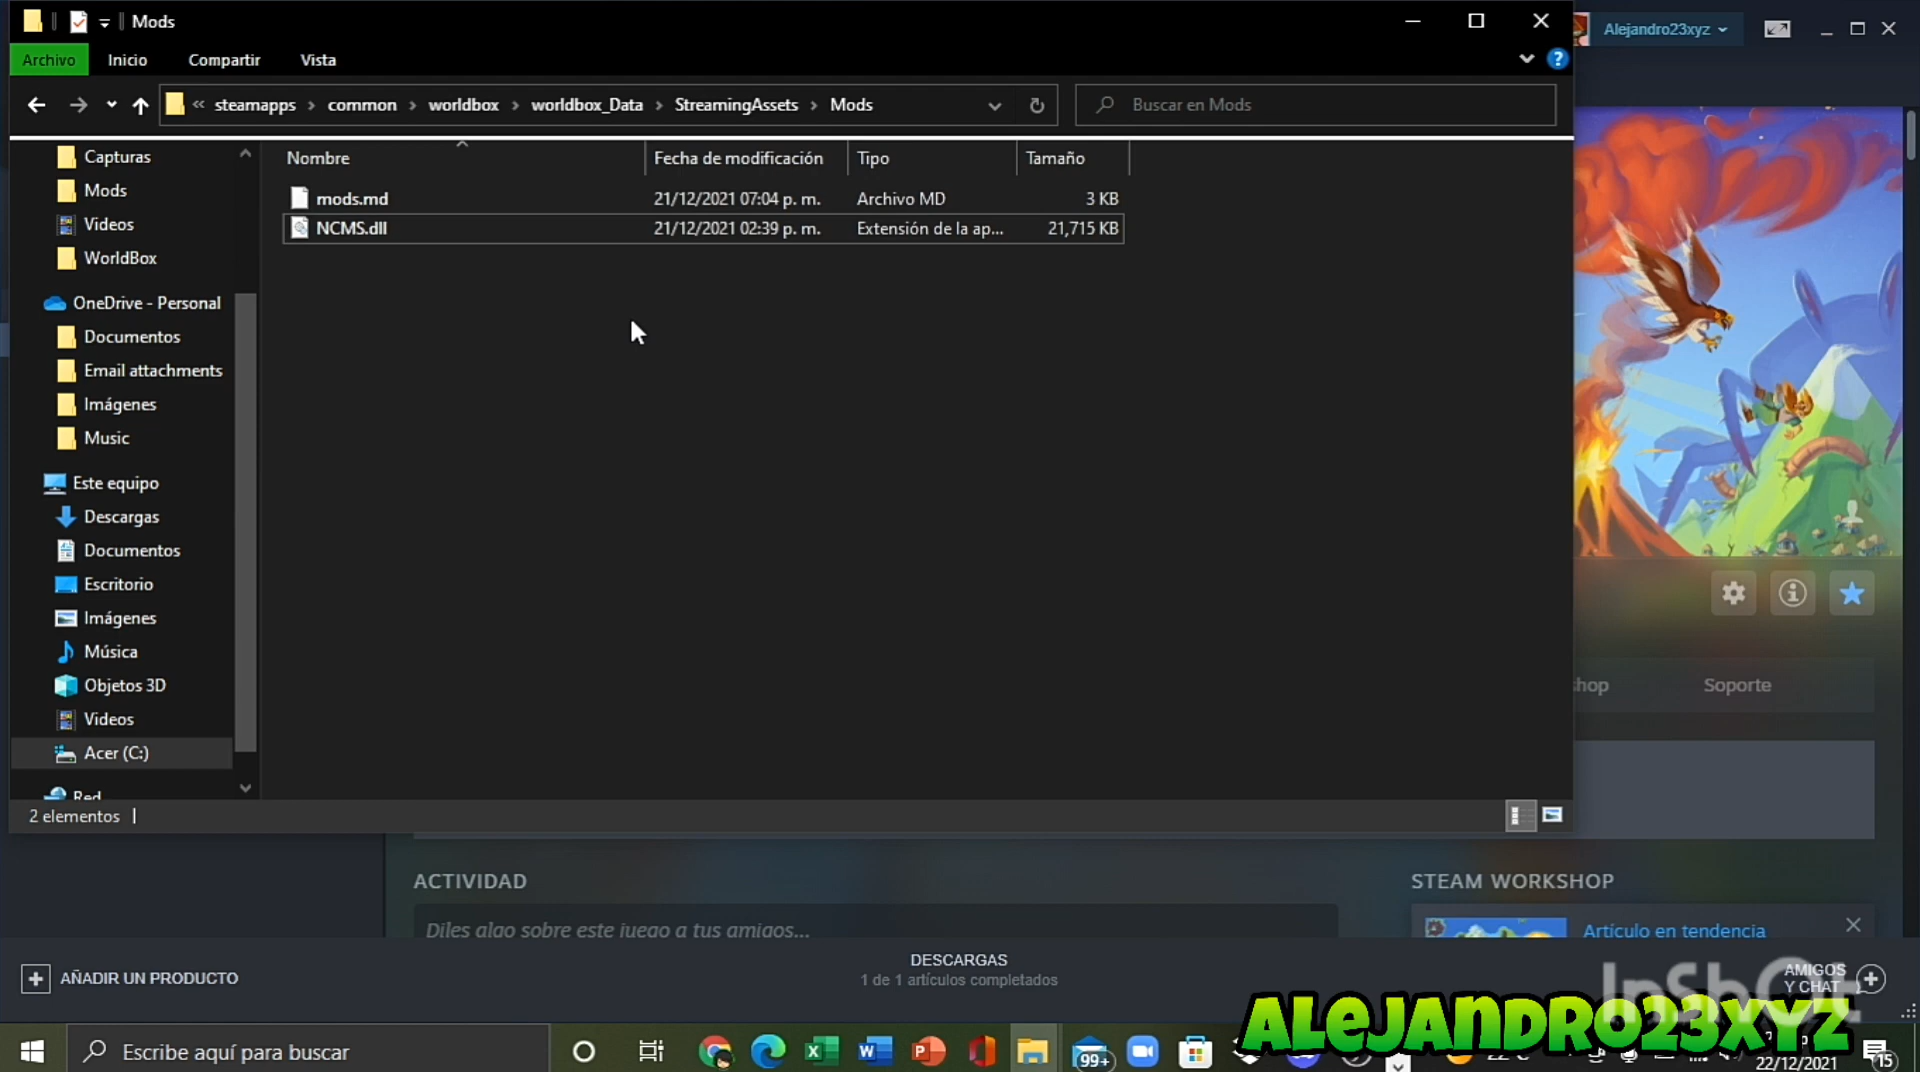 Mods
Archivo Inicio Compartir Vista
« steamapps > common > worldbox > worldbox_Data > StreamingAssets > Mods
Buscar en Mods
Alejandro23xyz
Nombre Fecha de modificación Tipo Tamaño
mods.md 21/12/2021 07:04 p. m. Archivo MD 3 KB
NCMS.dll 21/12/2021 02:39 p. m. Extensión de la ap... 21,715 KB
Capturas
Mods
Videos
WorldBox
OneDrive - Personal
Documentos
Email attachments
Imágenes
Music
Este equipo
Descargas
Documentos
Escritorio
Imágenes
Música
Objetos 3D
Videos
Acer (C:)
Red
2 elementos
hop Soporte
ACTIVIDAD
Diles algo sobre este juego a tus amigos...
STEAM WORKSHOP
Artículo en tendencia
AÑADIR UN PRODUCTO
DESCARGAS
1 de 1 artículos completados
AMIGOS
Y CHAT
InShOt
ALEJANDRO23XYZ
Escribe aquí para buscar
99+
22/12/2021
15